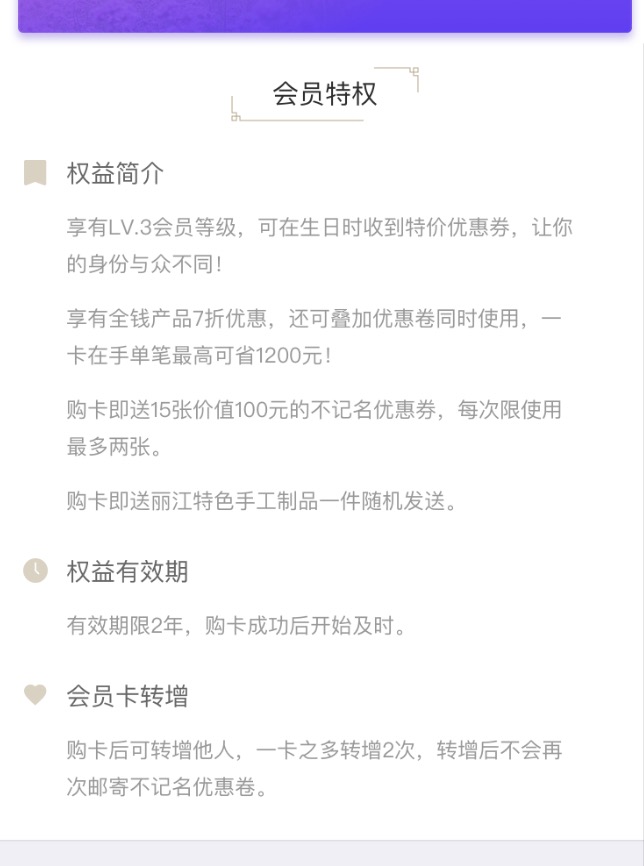 会员特权
权益简介
享有LV.3会员等级，可在生日时收到特价优惠券，让你
的身份与众不同！
享有全钱产品7折优惠，还可叠加优惠卷同时使用，一
卡在手单笔最高可省1200元！
购卡即送15张价值100元的不记名优惠券，每次限使用
最多两张。
购卡即送丽江特色手工制品一件随机发送。
权益有效期
有效期限2年，购卡成功后开始及时。
会员卡转增
购卡后可转增他人，一卡之多转增2次，转增后不会再
次邮寄不记名优惠卷。